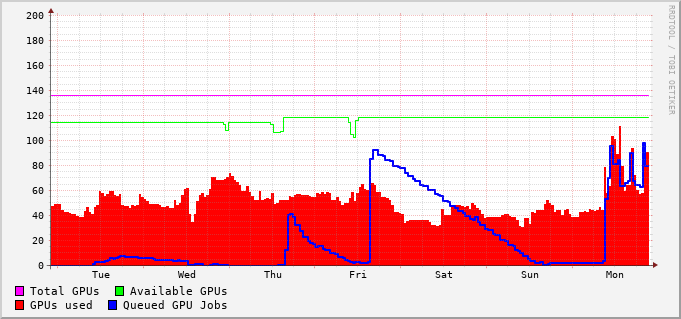 200
180
160
140
120
100
80
60
40
20
0
Tue Wed Thu Fri Sat Sun Mon
Total GPUs Available GPUs
GPUs used Queued GPU Jobs
RRDTOOL / TOBI OETIKER